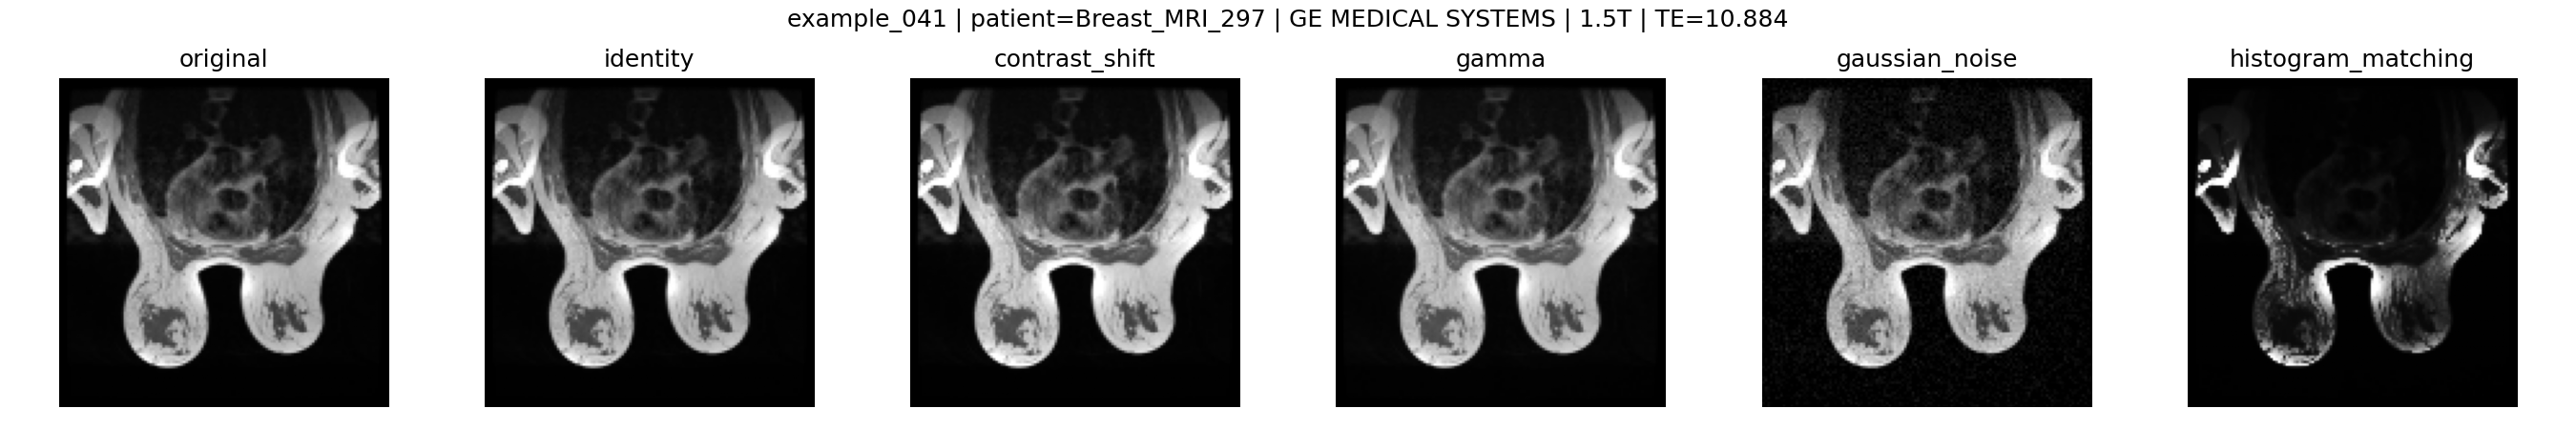 example_041 | patient=Breast_MRI_297 | GE MEDICAL SYSTEMS | 1.5T | TE=10.884
original identity contrast_shift gamma gaussian_noise histogram_matching